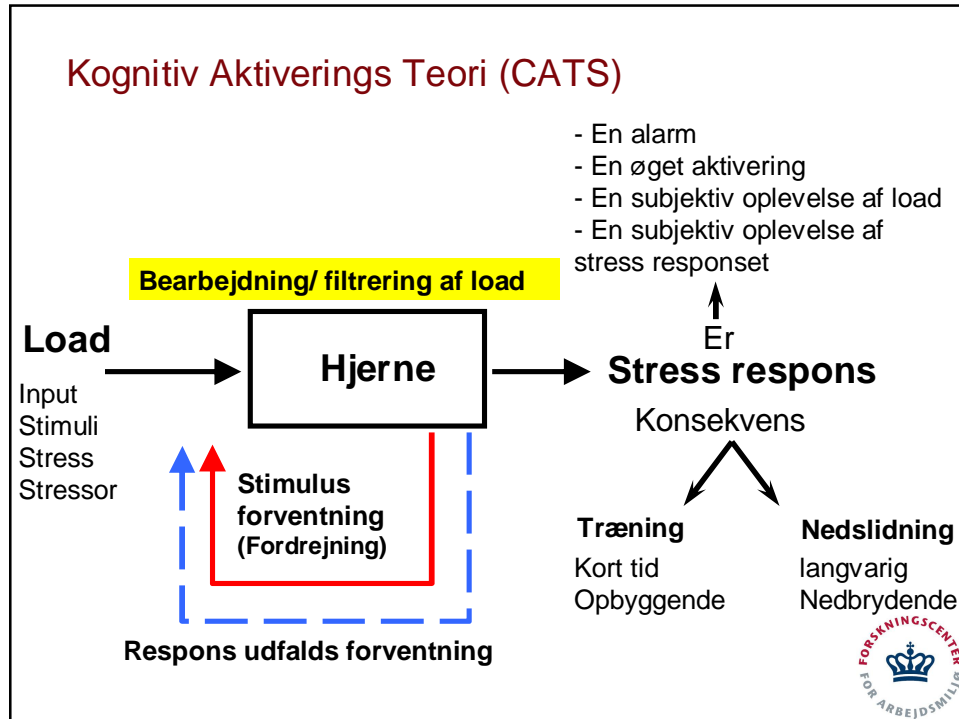 Kognitiv Aktiverings Teori (CATS)
- En alarm
- En øget aktivering
- En subjektiv oplevelse af load
- En subjektiv oplevelse af
stress responset
Bearbejdning/ filtrering af load
Load
Input
Stimuli
Stress
Stressor
Hjerne
Er
Stress respons
Konsekvens
Stimulus
forventning
(Fordrejning)
Respons udfalds forventning
Træning
Kort tid
Opbyggende
Nedslidning
langvarig
Nedbrydende
FORSKNINGSCENTER
FOR ARBEJDSMILJØ